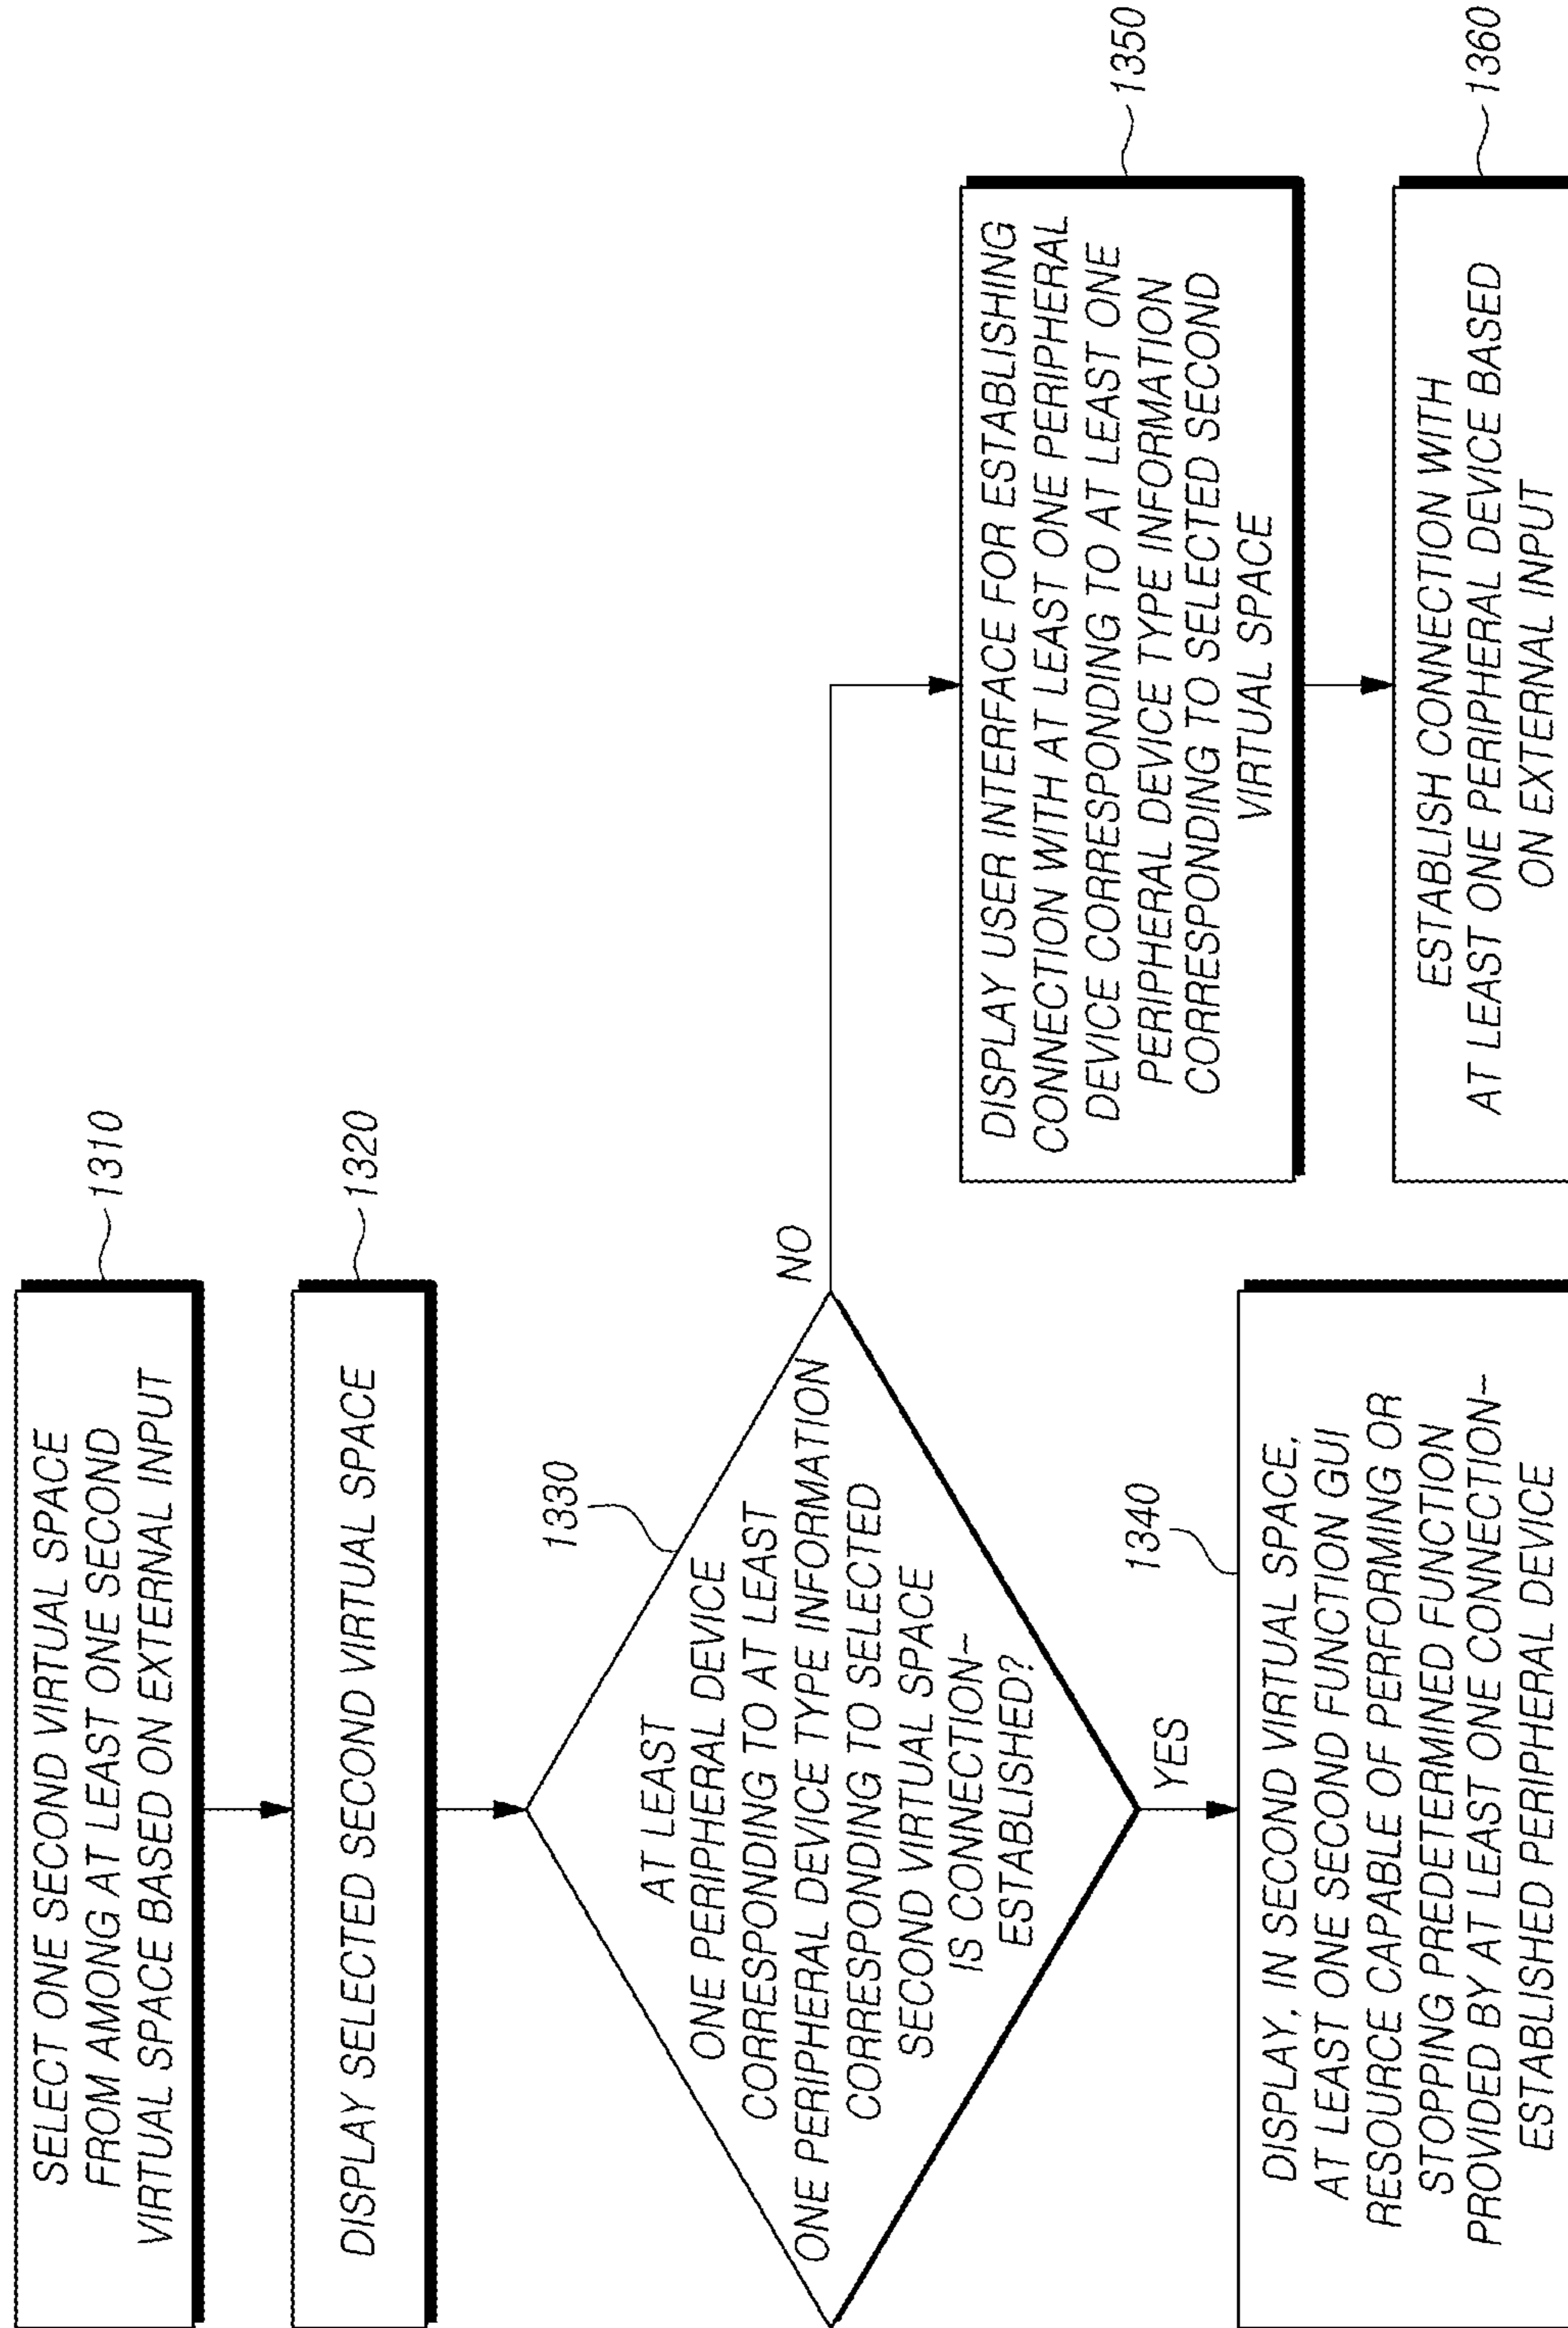 SELECT ONE SECOND VIRTUAL SPACE
FROM AMONG AT LEAST ONE SECOND
VIRTUAL SPACE BASED ON EXTERNAL INPUT
1310
DISPLAY SELECTED SECOND VIRTUAL SPACE
1320
1330
AT LEAST
ONE PERIPHERAL DEVICE
CORRESPONDING TO AT LEAST
ONE PERIPHERAL DEVICE TYPE INFORMATION
CORRESPONDING TO SELECTED
SECOND VIRTUAL SPACE
IS CONNECTION-
ESTABLISHED?
NO
YES
1340
DISPLAY, IN SECOND VIRTUAL SPACE,
AT LEAST ONE SECOND FUNCTION GUI
RESOURCE CAPABLE OF PERFORMING OR
STOPPING PREDETERMINED FUNCTION
PROVIDED BY AT LEAST ONE CONNECTION-
ESTABLISHED PERIPHERAL DEVICE
DISPLAY USER INTERFACE FOR ESTABLISHING
CONNECTION WITH AT LEAST ONE PERIPHERAL
DEVICE CORRESPONDING TO AT LEAST ONE
PERIPHERAL DEVICE TYPE INFORMATION
CORRESPONDING TO SELECTED SECOND
VIRTUAL SPACE
1350
ESTABLISH CONNECTION WITH
AT LEAST ONE PERIPHERAL DEVICE BASED
ON EXTERNAL INPUT
1360